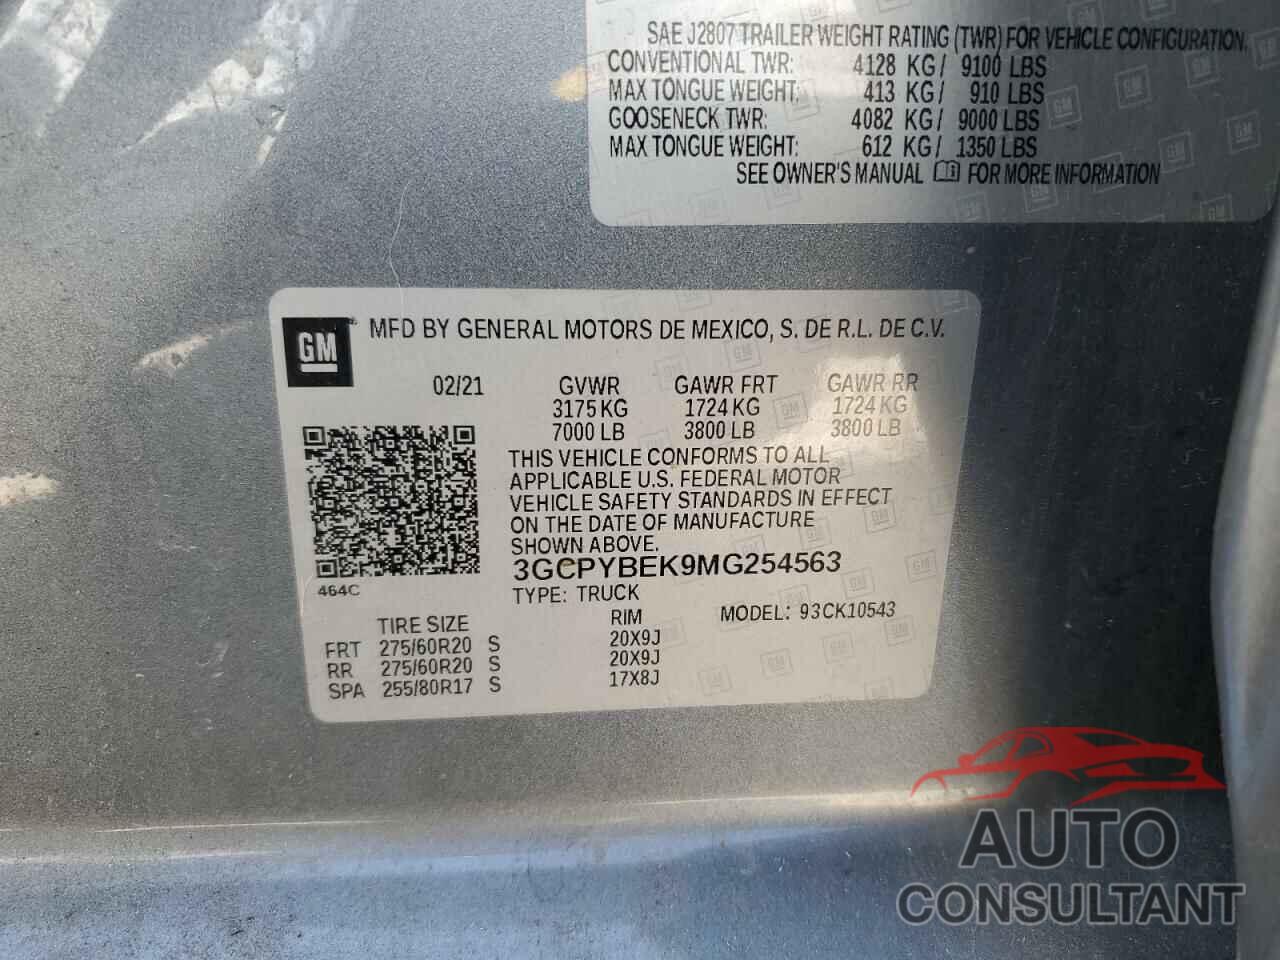 SAE J2807 TRAILER WEIGHT RATING (TWR) FOR VEHICLE CONFIGURATION.
CONVENTIONAL TWR: 4128 KG/ 9100 LBS
MAX TONGUE WEIGHT: 413 KG/ 910 LBS
GOOSENECK TWR: 4082 KG/ 9000 LBS
MAX TONGUE WEIGHT: 612 KG/ 1350 LBS
SEE OWNER'S MANUAL FOR MORE INFORMATION
GM MFD BY GENERAL MOTORS DE MEXICO, S. DE R.L. DE C.V.
02/21 GVWR GAWR FRT GAWR RR
3175 KG 1724 KG 1724 KG
7000 LB 3800 LB 3800 LB
THIS VEHICLE CONFORMS TO ALL
APPLICABLE U.S. FEDERAL MOTOR
VEHICLE SAFETY STANDARDS IN EFFECT
ON THE DATE OF MANUFACTURE
SHOWN ABOVE.
3GCPYBEK9MG254563
464C
TYPE: TRUCK
TIRE SIZE RIM MODEL: 93CK10543
FRT 275/60R20 S 20X9J
RR 275/60R20 S 20X9J
SPA 255/80R17 S 17X8J
AUTO
CONSULTANT